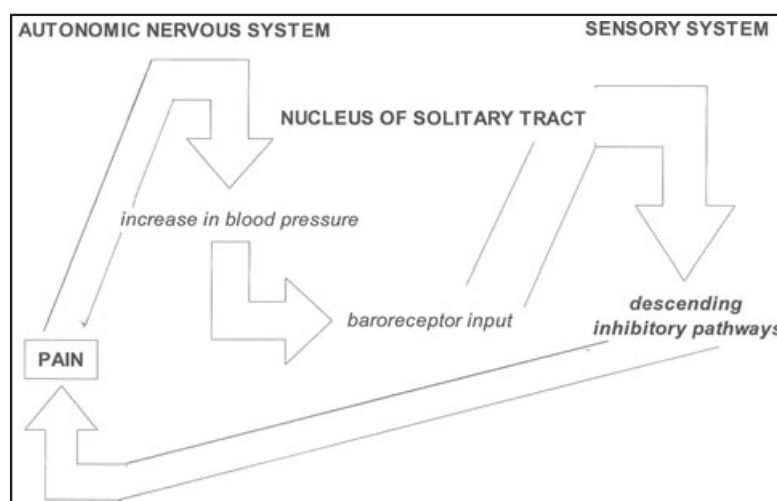 AUTONOMIC NERVOUS SYSTEM
SENSORY SYSTEM
NUCLEUS OF SOLITARY TRACT
increase in blood pressure
baroreceptor input
descending
inhibitory pathways
PAIN